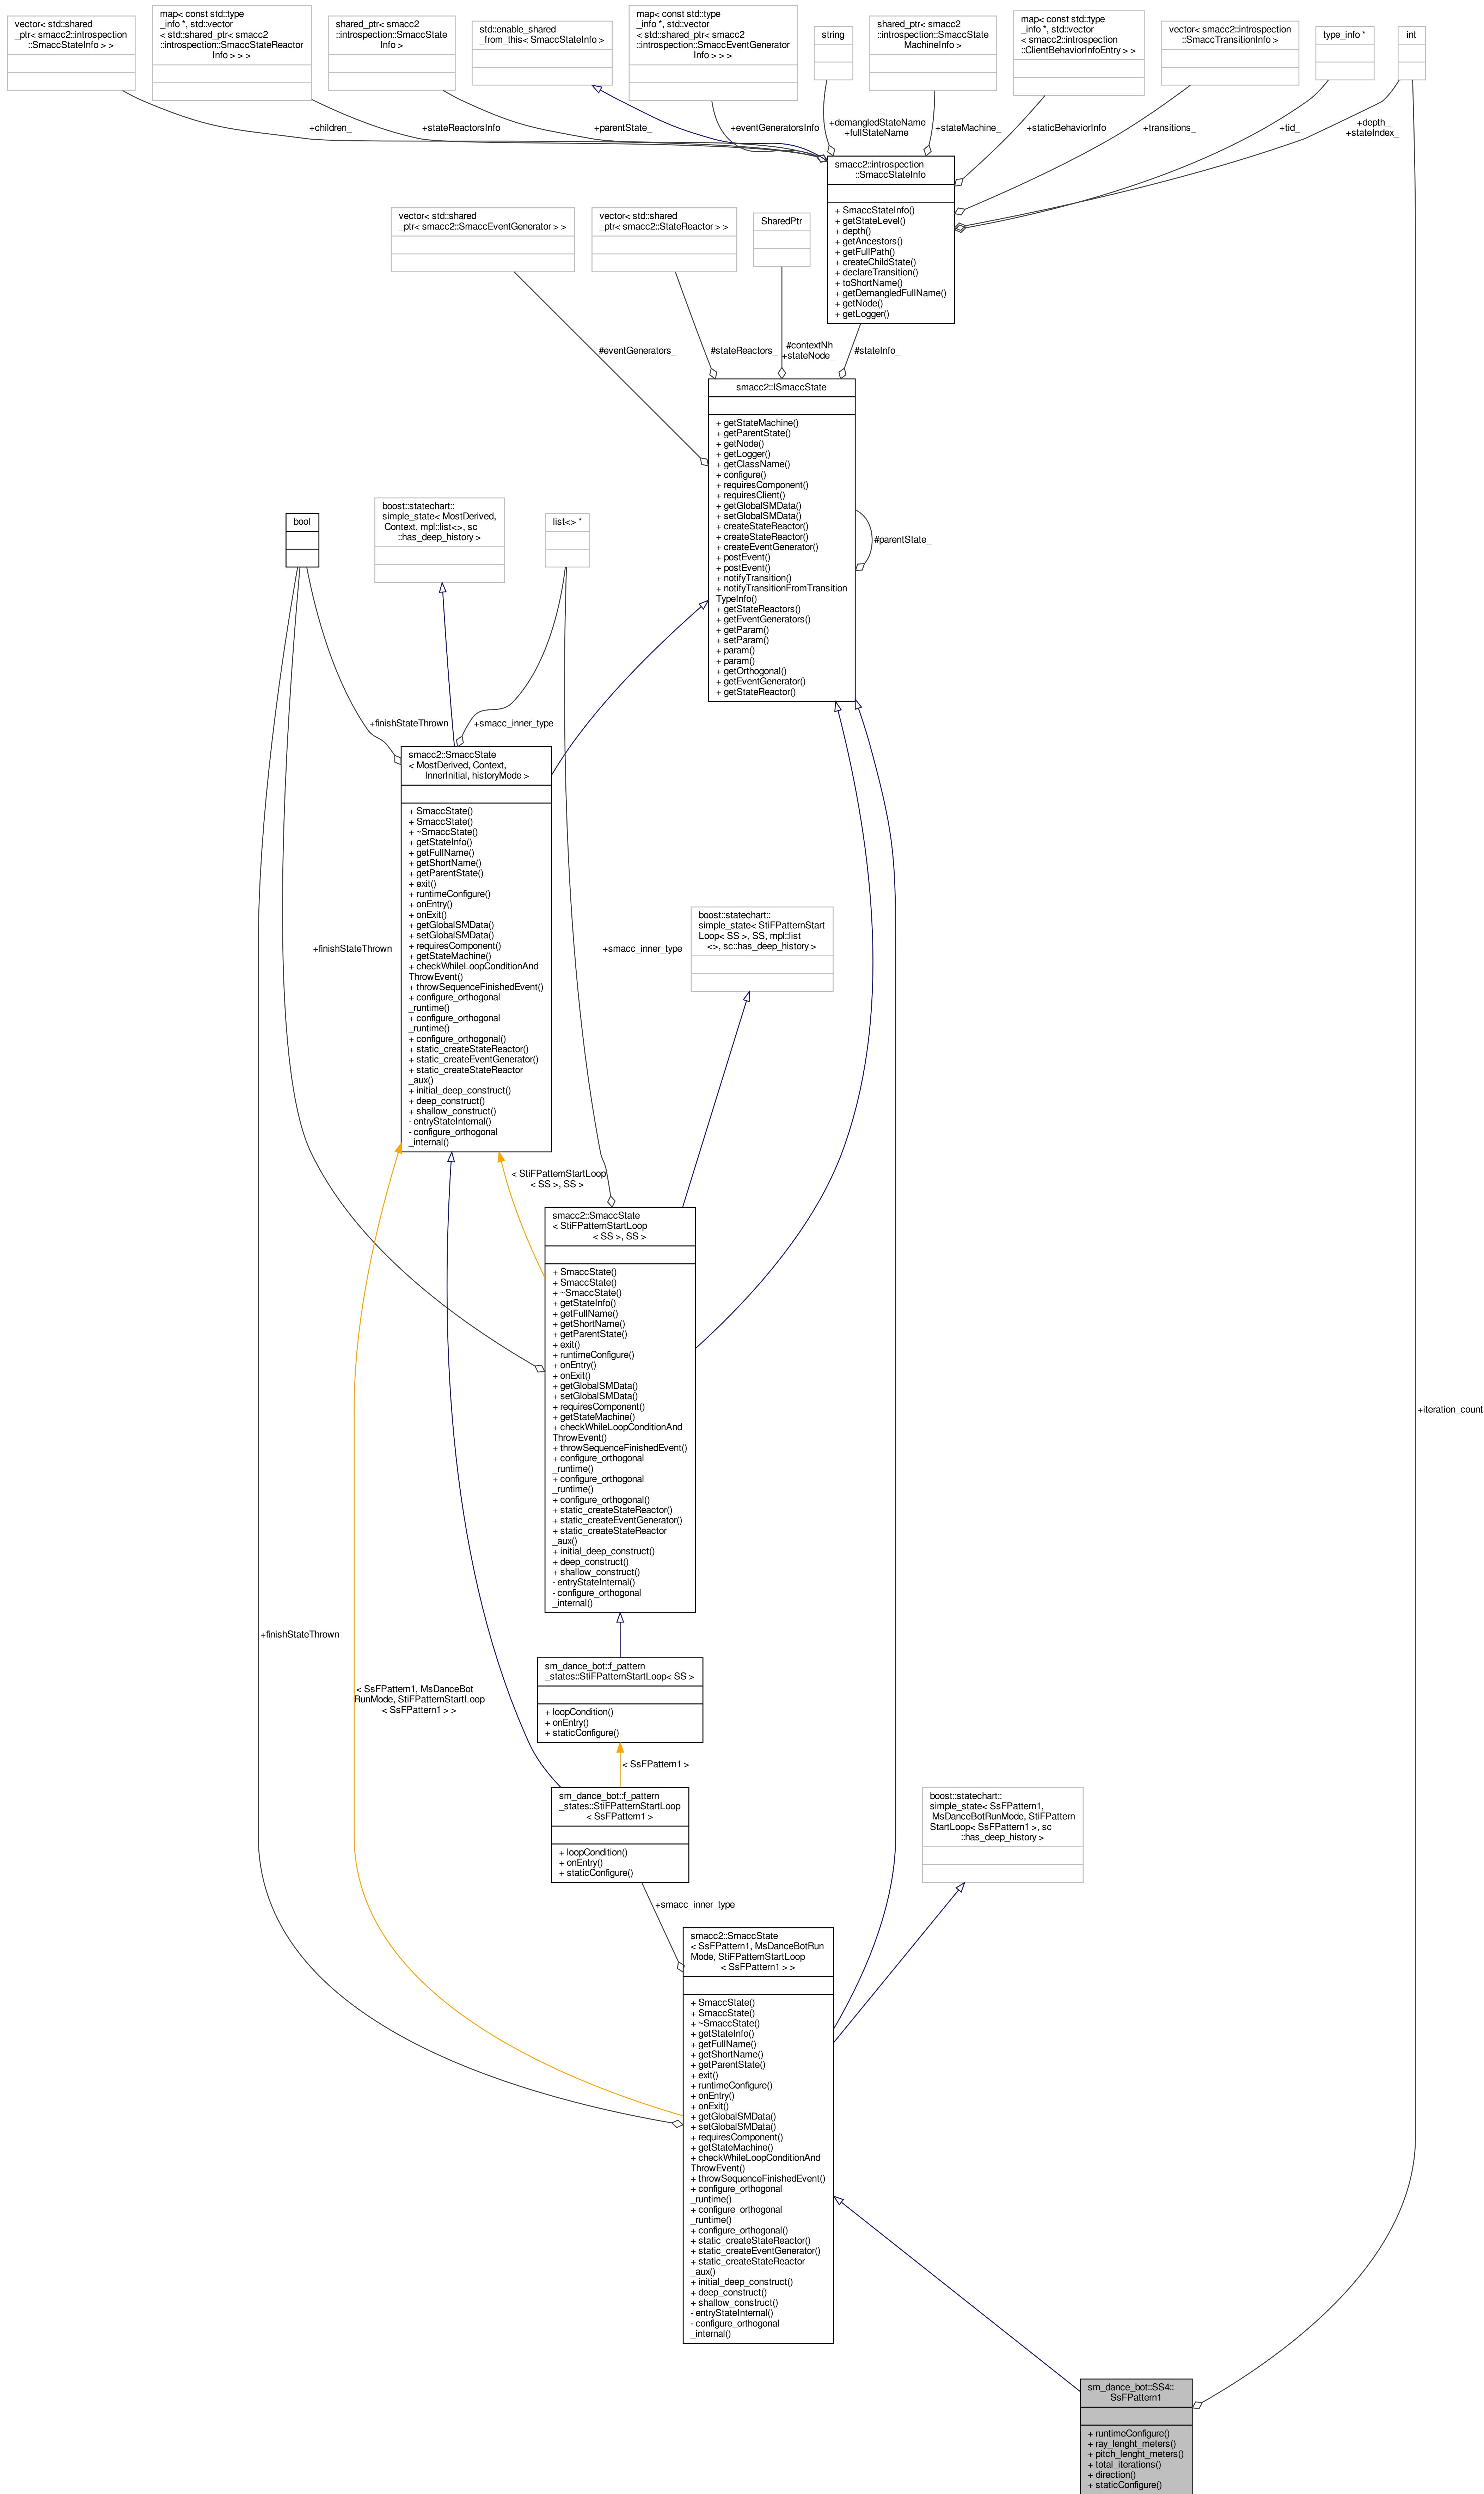 vector< std::shared
_ptr< smacc2::introspection
::SmaccStateInfo > >
map< const std::type
_info *, std::vector
< std::shared_ptr< smacc2
::introspection::SmaccStateReactor
Info > > >
shared_ptr< smacc2
::introspection::SmaccState
Info >
std::enable_shared
_from_this< SmaccStateInfo >
map< const std::type
_info *, std::vector
< std::shared_ptr< smacc2
::introspection::SmaccEventGenerator
Info > > >
string
shared_ptr< smacc2
::introspection::SmaccState
MachineInfo >
map< const std::type
_info *, std::vector
< smacc2::introspection
::ClientBehaviorInfoEntry > >
vector< smacc2::introspection
::SmaccTransitionInfo >
type_info *
int
+children_
+stateReactorsInfo
+parentState_
+eventGeneratorsInfo
+demangledStateName
+fullStateName
+stateMachine_
+staticBehaviorInfo
+transitions_
+tid_
+depth_
+stateIndex_
smacc2::introspection
::SmaccStateInfo
+ SmaccStateInfo()
+ getStateLevel()
+ depth()
+ getAncestors()
+ getFullPath()
+ createChildState()
+ declareTransition()
+ toShortName()
+ getDemangledFullName()
+ getNode()
+ getLogger()
vector< std::shared
_ptr< smacc2::SmaccEventGenerator > >
vector< std::shared
_ptr< smacc2::StateReactor > >
SharedPtr
#eventGenerators_
#stateReactors_
#contextNh
+stateNode_
#stateInfo_
smacc2::ISmaccState
+ getStateMachine()
+ getParentState()
+ getNode()
+ getLogger()
+ getClassName()
+ configure()
+ requiresComponent()
+ requiresClient()
+ getGlobalSMData()
+ setGlobalSMData()
+ createStateReactor()
+ createStateReactor()
+ createEventGenerator()
+ postEvent()
+ postEvent()
+ notifyTransition()
+ notifyTransitionFromTransition
TypeInfo()
+ getStateReactors()
+ getEventGenerators()
+ getParam()
+ setParam()
+ param()
+ param()
+ getOrthogonal()
+ getEventGenerator()
+ getStateReactor()
#parentState_
bool
boost::statechart::
simple_state< MostDerived,
Context, mpl::list<>, sc
::has_deep_history >
list<> *
+finishStateThrown
+smacc_inner_type
smacc2::SmaccState
< MostDerived, Context,
InnerInitial, historyMode >
+ SmaccState()
+ SmaccState()
+ ~SmaccState()
+ getStateInfo()
+ getFullName()
+ getShortName()
+ getParentState()
+ exit()
+ runtimeConfigure()
+ onEntry()
+ onExit()
+ getGlobalSMData()
+ setGlobalSMData()
+ requiresComponent()
+ getStateMachine()
+ checkWhileLoopConditionAnd
ThrowEvent()
+ throwSequenceFinishedEvent()
+ configure_orthogonal
_runtime()
+ configure_orthogonal
_runtime()
+ configure_orthogonal()
+ static_createStateReactor()
+ static_createEventGenerator()
+ static_createStateReactor
_aux()
+ initial_deep_construct()
+ deep_construct()
+ shallow_construct()
- entryStateInternal()
- configure_orthogonal
_internal()
+finishStateThrown
+smacc_inner_type
boost::statechart::
simple_state< StiFPatternStart
Loop< SS >, SS, mpl::list
<>, sc::has_deep_history >
< StiFPatternStartLoop
< SS >, SS >
smacc2::SmaccState
< StiFPatternStartLoop
< SS >, SS >
+ SmaccState()
+ SmaccState()
+ ~SmaccState()
+ getStateInfo()
+ getFullName()
+ getShortName()
+ getParentState()
+ exit()
+ runtimeConfigure()
+ onEntry()
+ onExit()
+ getGlobalSMData()
+ setGlobalSMData()
+ requiresComponent()
+ getStateMachine()
+ checkWhileLoopConditionAnd
ThrowEvent()
+ throwSequenceFinishedEvent()
+ configure_orthogonal
_runtime()
+ configure_orthogonal
_runtime()
+ configure_orthogonal()
+ static_createStateReactor()
+ static_createEventGenerator()
+ static_createStateReactor
_aux()
+ initial_deep_construct()
+ deep_construct()
+ shallow_construct()
- entryStateInternal()
- configure_orthogonal
_internal()
+iteration_count
+finishStateThrown
sm_dance_bot::f_pattern
_states::StiFPatternStartLoop< SS >
+ loopCondition()
+ onEntry()
+ staticConfigure()
< SsFPattern1, MsDanceBot
RunMode, StiFPatternStartLoop
< SsFPattern1 > >
< SsFPattern1 >
sm_dance_bot::f_pattern
_states::StiFPatternStartLoop
< SsFPattern1 >
+ loopCondition()
+ onEntry()
+ staticConfigure()
boost::statechart::
simple_state< SsFPattern1,
MsDanceBotRunMode, StiFPattern
StartLoop< SsFPattern1 >, sc
::has_deep_history >
+smacc_inner_type
smacc2::SmaccState
< SsFPattern1, MsDanceBotRun
Mode, StiFPatternStartLoop
< SsFPattern1 > >
+ SmaccState()
+ SmaccState()
+ ~SmaccState()
+ getStateInfo()
+ getFullName()
+ getShortName()
+ getParentState()
+ exit()
+ runtimeConfigure()
+ onEntry()
+ onExit()
+ getGlobalSMData()
+ setGlobalSMData()
+ requiresComponent()
+ getStateMachine()
+ checkWhileLoopConditionAnd
ThrowEvent()
+ throwSequenceFinishedEvent()
+ configure_orthogonal
_runtime()
+ configure_orthogonal
_runtime()
+ configure_orthogonal()
+ static_createStateReactor()
+ static_createEventGenerator()
+ static_createStateReactor
_aux()
+ initial_deep_construct()
+ deep_construct()
+ shallow_construct()
- entryStateInternal()
- configure_orthogonal
_internal()
sm_dance_bot::SS4::
SsFPattern1
+ runtimeConfigure()
+ ray_lenght_meters()
+ pitch_lenght_meters()
+ total_iterations()
+ direction()
+ staticConfigure()